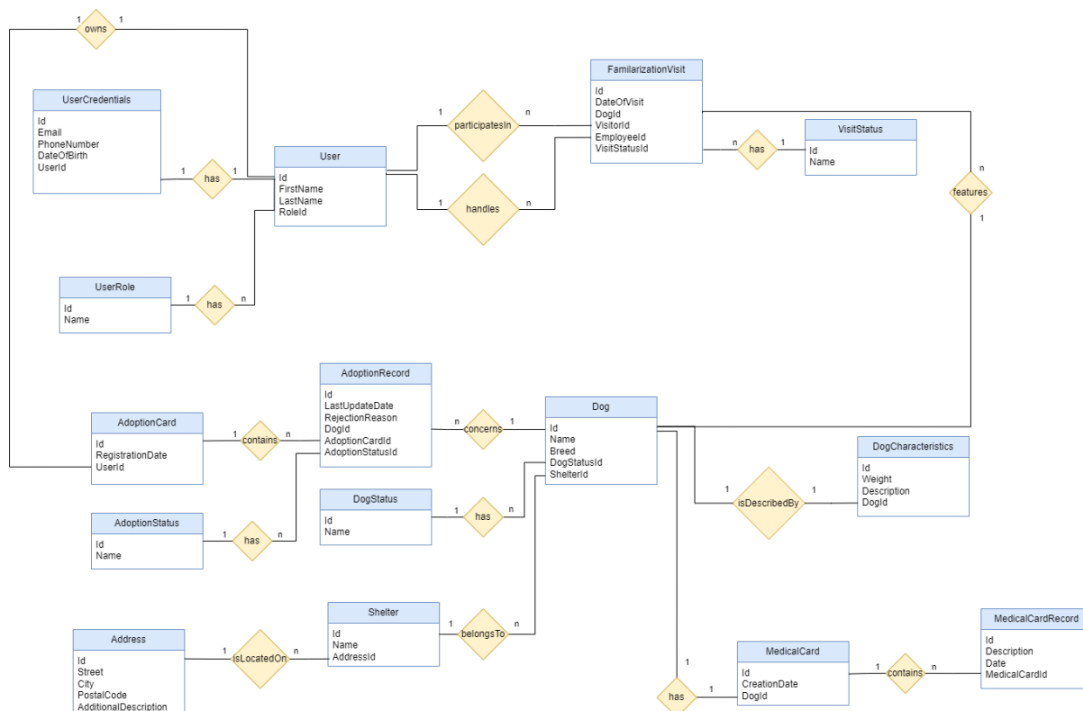 1
1
owns
FamilarizationVisit
Id
DateOfVisit
DogId
VisitorId
EmployeeId
VisitStatusId
UserCredentials
Id
Email
PhoneNumber
DateOfBirth
UserId
1
participatesIn
n
VisitStatus
Id
Name
n
has
1
User
Id
FirstName
LastName
RoleId
1
has
1
n
features
1
1
handles
n
UserRole
Id
Name
1
has
n
AdoptionRecord
Id
LastUpdateDate
RejectionReason
DogId
AdoptionCardId
AdoptionStatusId
Dog
Id
Name
Breed
DogStatusId
ShelterId
AdoptionCard
Id
RegistrationDate
UserId
1
contains
n
n
concerns
1
DogCharacteristics
Id
Weight
Description
DogId
1
isDescribedBy
1
DogStatus
Id
Name
1
has
n
AdoptionStatus
Id
Name
1
has
n
Shelter
Id
Name
AddressId
1
belongsTo
n
Address
Id
Street
City
PostalCode
AdditionalDescription
1
isLocatedOn
n
MedicalCardRecord
Id
Description
Date
MedicalCardId
MedicalCard
Id
CreationDate
DogId
1
contains
n
1
has
1